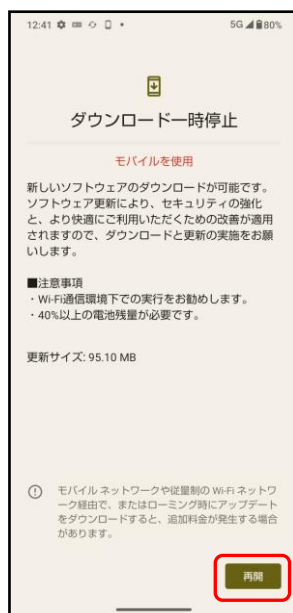 12:41 5G 80%
ダウンロード一時停止
モバイルを使用
新しいソフトウェアのダウンロードが可能です。
ソフトウェア更新により、セキュリティの強化
と、より快適にご利用いただくための改善が適用
されますので、ダウンロードと更新の実施をお願
いします。
■注意事項
・Wi-Fi通信環境下での実行をお勧めします。
・40%以上の電池残量が必要です。
更新サイズ: 95.10 MB
モバイル ネットワークや従量制の Wi-Fi ネットワ
ーク経由で、またはローミング時にアップデート
をダウンロードすると、追加料金が発生する場合
があります。
再開